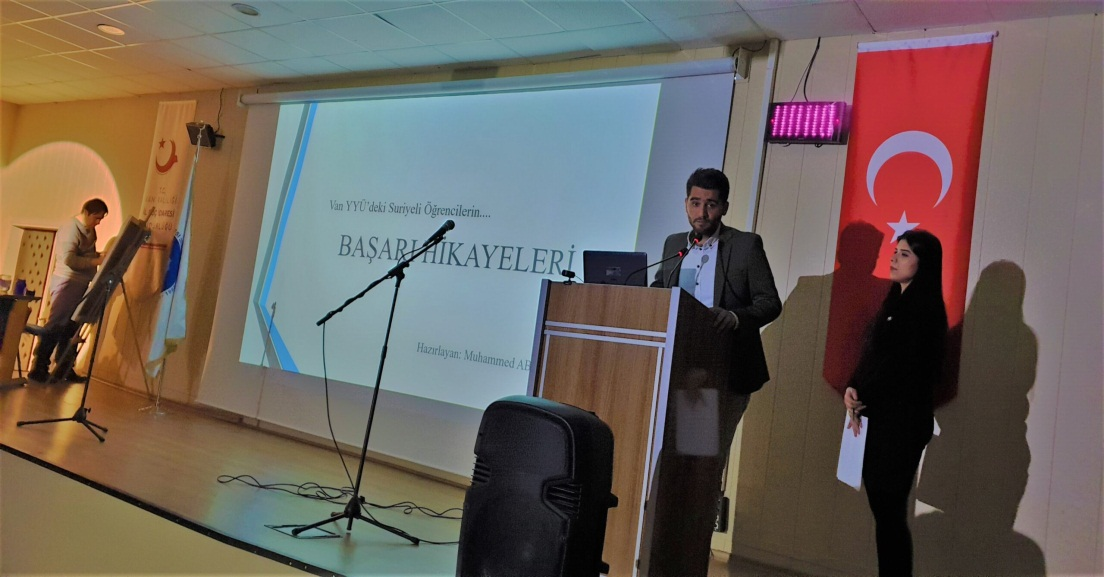 Van YYÜ'deki Suriyeli Öğrencilerin....
BAŞARI HİKAYELERİ
Hazırlayan: Muhammed
T.C.